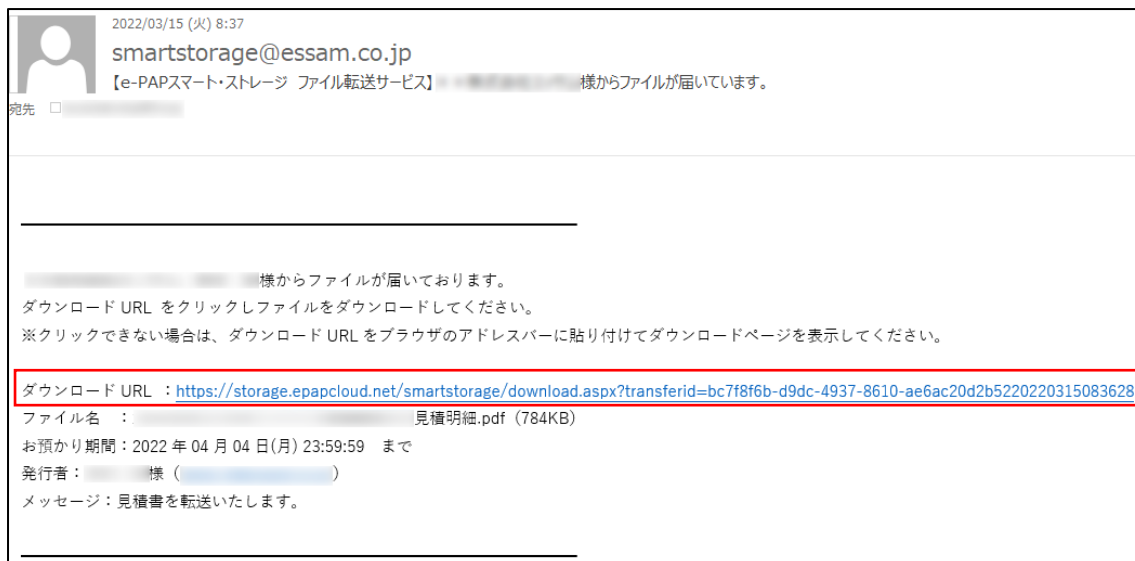 2022/03/15 (火) 8:37
smartstorage@essam.co.jp
【e-PAPスマート・ストレージ ファイル転送サービス】 様からファイルが届いています。
宛先
様からファイルが届いております。
ダウンロード URL をクリックしファイルをダウンロードしてください。
※クリックできない場合は、ダウンロード URL をブラウザのアドレスバーに貼り付けてダウンロードページを表示してください。
ダウンロード URL ：https://storage.epapcloud.net/smartstorage/download.aspx?transferid=bc7f8f6b-d9dc-4937-8610-ae6ac20d2b5220220315083628
ファイル名 ： 見積明細.pdf（784KB）
お預かり期間：2022 年 04 月 04 日(月) 23:59:59 まで
発行者： 様（ ）
メッセージ：見積書を転送いたします。